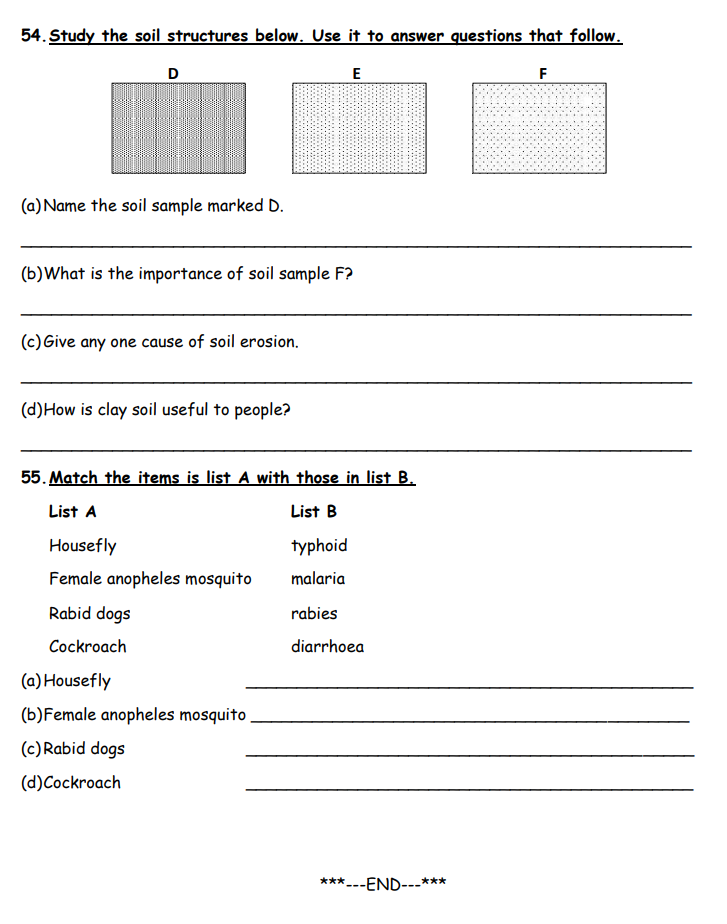 54. Study the soil structures below. Use it to answer questions that follow.
D E F
(a) Name the soil sample marked D.
(b) What is the importance of soil sample F?
(c) Give any one cause of soil erosion.
(d) How is clay soil useful to people?
55. Match the items is list A with those in list B.
List A List B
Housefly typhoid
Female anopheles mosquito malaria
Rabid dogs rabies
Cockroach diarrhoea
(a) Housefly
(b) Female anopheles mosquito
(c) Rabid dogs
(d) Cockroach
***---END---***